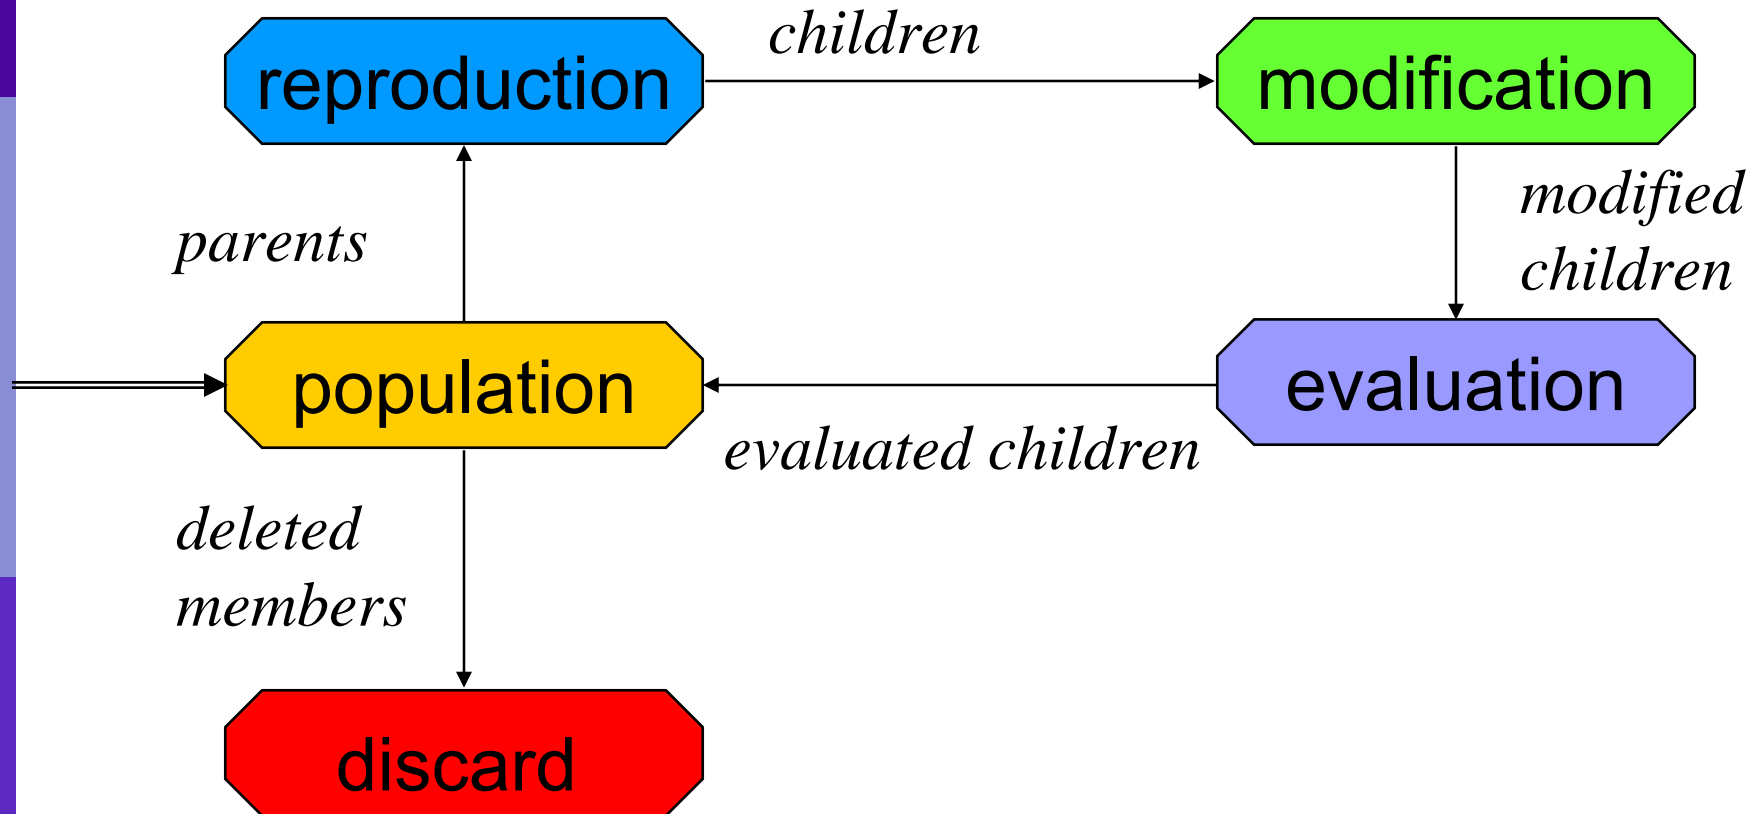 children
reproduction
modification
modified
children
parents
population
evaluation
evaluated children
deleted
members
discard